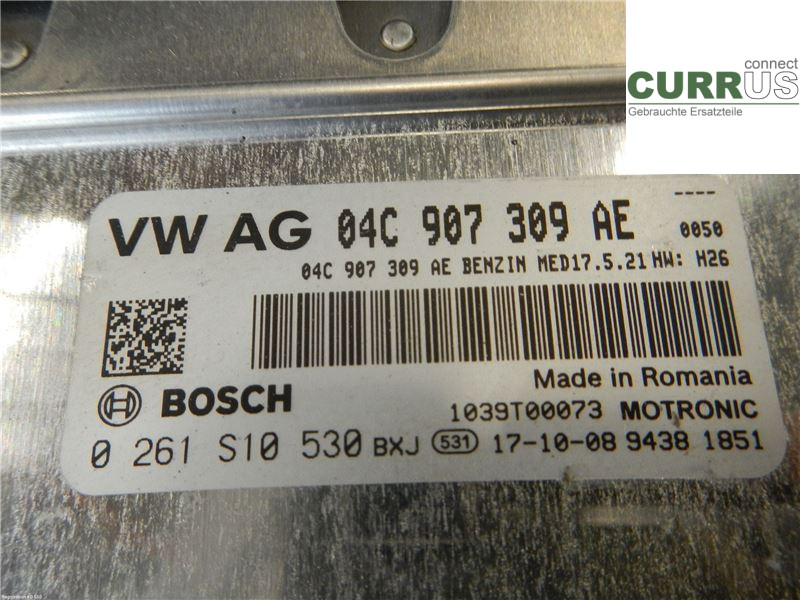 connect
CURRUS
Gebrauchte Ersatzteile
----
VW AG 04C 907 309 AE 0050
04C 907 309 AE BENZIN MED17.5.21 HW: H26
Made in Romania
BOSCH
1039T00073 MOTRONIC
0 261 S10 530 BXJ 531 17-10-08 9438 1851